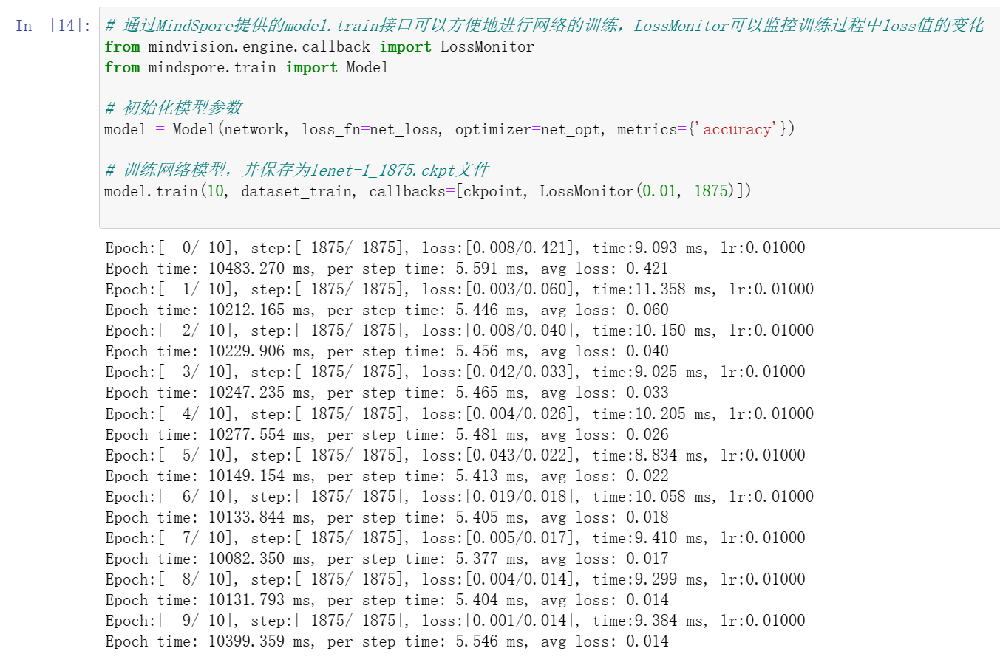 In [14]: # 通过MindSpore提供的model.train接口可以方便地进行网络的训练，LossMonitor可以监控训练过程中loss值的变化
from mindvision.engine.callback import LossMonitor
from mindspore.train import Model
# 初始化模型参数
model = Model(network, loss_fn=net_loss, optimizer=net_opt, metrics={'accuracy'})
# 训练网络模型，并保存为lenet-1_1875.ckpt文件
model.train(10, dataset_train, callbacks=[ckpoint, LossMonitor(0.01, 1875)])
Epoch:[  0/ 10], step:[ 1875/ 1875], loss:[0.008/0.421], time:9.093 ms, lr:0.01000
Epoch time: 10483.270 ms, per step time: 5.591 ms, avg loss: 0.421
Epoch:[  1/ 10], step:[ 1875/ 1875], loss:[0.003/0.060], time:11.358 ms, lr:0.01000
Epoch time: 10212.165 ms, per step time: 5.446 ms, avg loss: 0.060
Epoch:[  2/ 10], step:[ 1875/ 1875], loss:[0.008/0.040], time:10.150 ms, lr:0.01000
Epoch time: 10229.906 ms, per step time: 5.456 ms, avg loss: 0.040
Epoch:[  3/ 10], step:[ 1875/ 1875], loss:[0.042/0.033], time:9.025 ms, lr:0.01000
Epoch time: 10247.235 ms, per step time: 5.465 ms, avg loss: 0.033
Epoch:[  4/ 10], step:[ 1875/ 1875], loss:[0.004/0.026], time:10.205 ms, lr:0.01000
Epoch time: 10277.554 ms, per step time: 5.481 ms, avg loss: 0.026
Epoch:[  5/ 10], step:[ 1875/ 1875], loss:[0.043/0.022], time:8.834 ms, lr:0.01000
Epoch time: 10149.154 ms, per step time: 5.413 ms, avg loss: 0.022
Epoch:[  6/ 10], step:[ 1875/ 1875], loss:[0.019/0.018], time:10.058 ms, lr:0.01000
Epoch time: 10133.844 ms, per step time: 5.405 ms, avg loss: 0.018
Epoch:[  7/ 10], step:[ 1875/ 1875], loss:[0.005/0.017], time:9.410 ms, lr:0.01000
Epoch time: 10082.350 ms, per step time: 5.377 ms, avg loss: 0.017
Epoch:[  8/ 10], step:[ 1875/ 1875], loss:[0.004/0.014], time:9.299 ms, lr:0.01000
Epoch time: 10131.793 ms, per step time: 5.404 ms, avg loss: 0.014
Epoch:[  9/ 10], step:[ 1875/ 1875], loss:[0.001/0.014], time:9.384 ms, lr:0.01000
Epoch time: 10399.359 ms, per step time: 5.546 ms, avg loss: 0.014